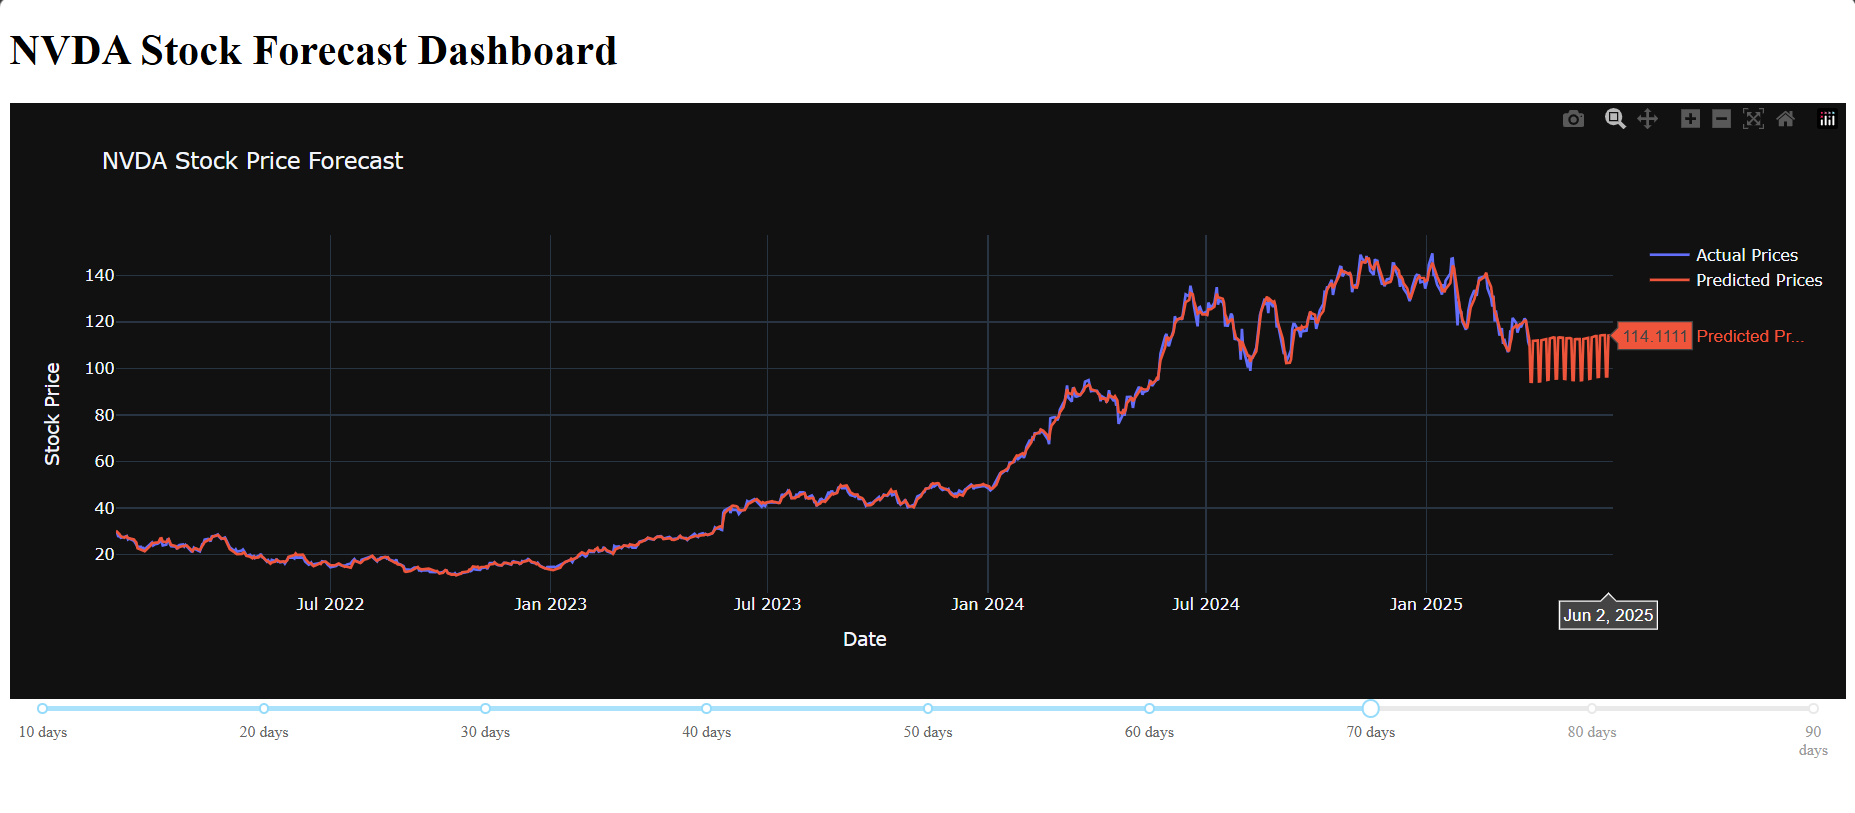 NVDA Stock Forecast Dashboard
NVDA Stock Price Forecast
Actual Prices
Predicted Prices
140
120
100
80
60
40
20
Stock Price
114.1111
Predicted Pr...
Jul 2022
Jan 2023
Jul 2023
Jan 2024
Jul 2024
Jan 2025
Jun 2, 2025
Date
10 days
20 days
30 days
40 days
50 days
60 days
70 days
80 days
90
days